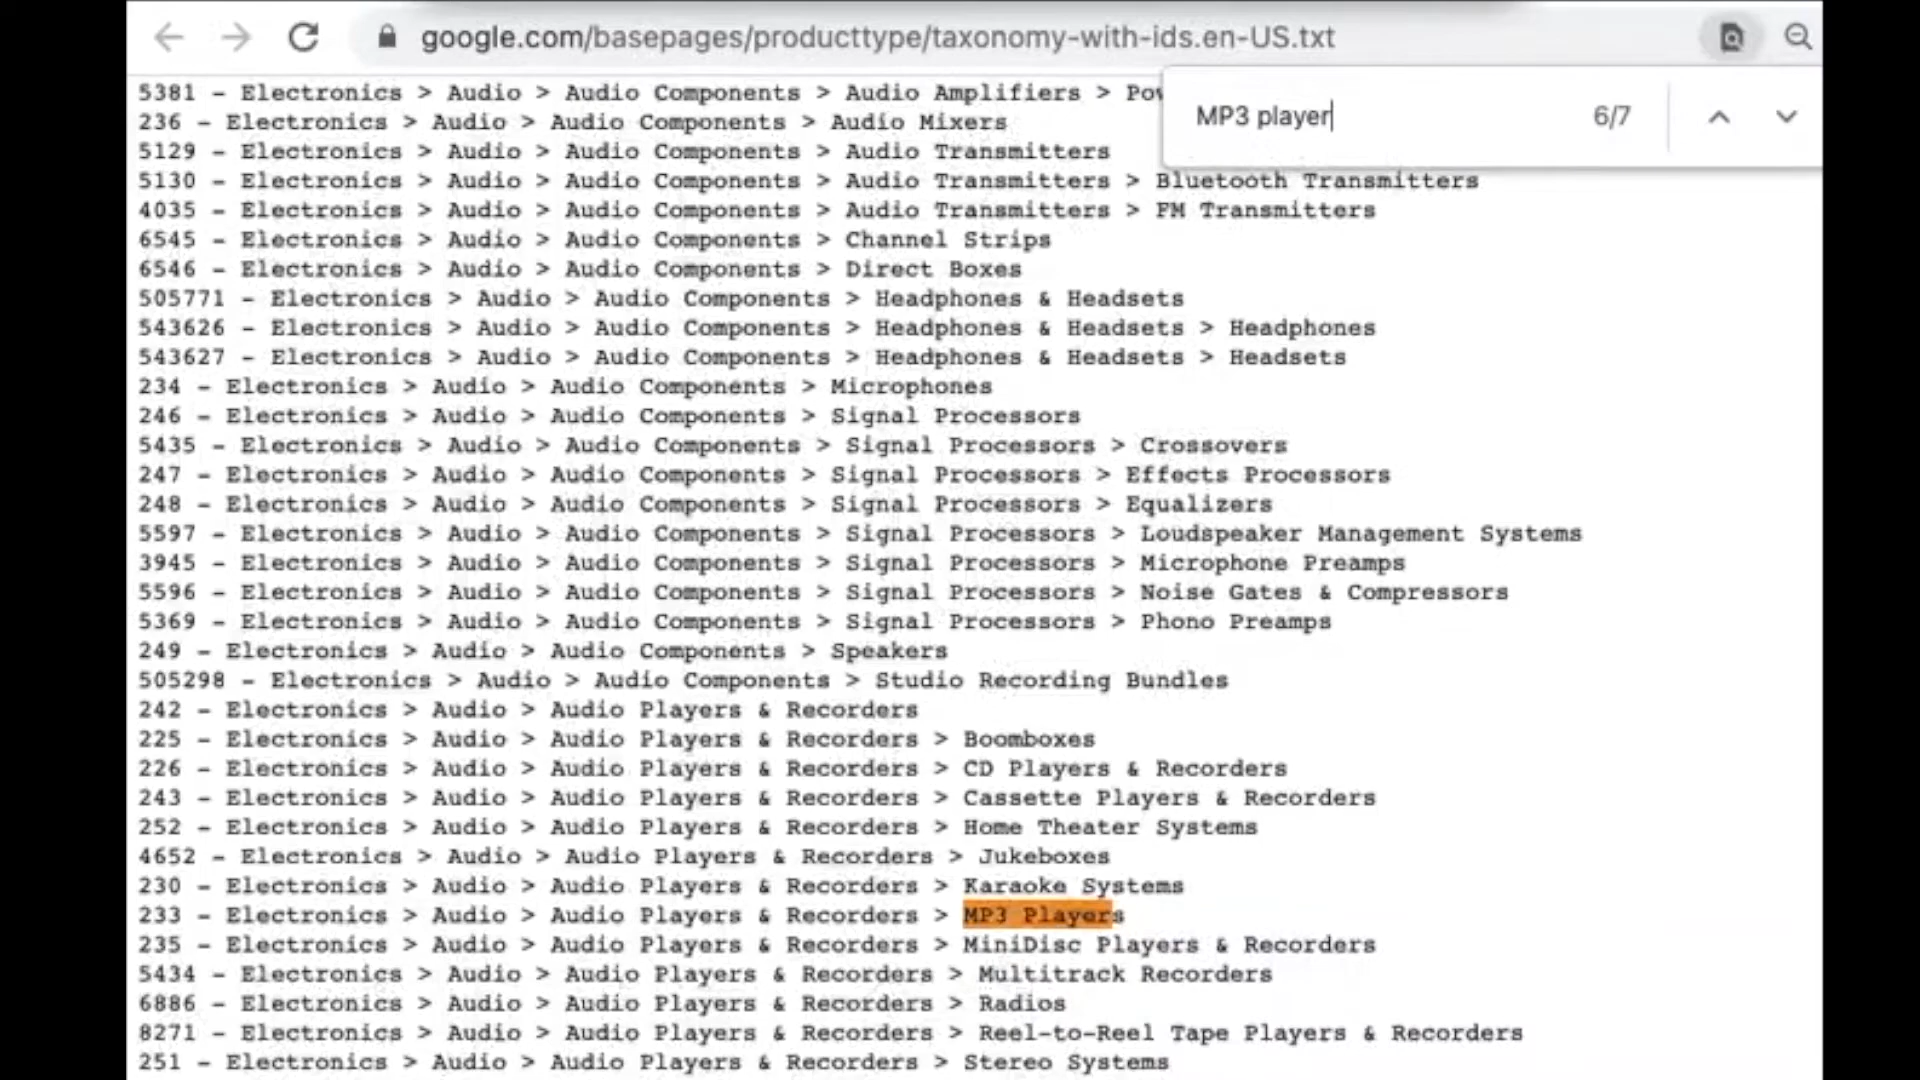 google.com/basepages/producttype/taxonomy-with-ids.en-US.txt
MP3 player 6/7
5381 - Electronics > Audio > Audio Components > Audio Amplifiers >
236 - Electronics > Audio > Audio Components > Audio Mixers
5129 - Electronics > Audio > Audio Components > Audio Transmitters
5130 - Electronics > Audio > Audio Components > Audio Transmitters > Bluetooth Transmitters
4035 - Electronics > Audio > Audio Components > Audio Transmitters > FM Transmitters
6545 - Electronics > Audio > Audio Components > Channel Strips
6546 - Electronics > Audio > Audio Components > Direct Boxes
505771 - Electronics > Audio > Audio Components > Headphones & Headsets
543626 - Electronics > Audio > Audio Components > Headphones & Headsets > Headphones
543627 - Electronics > Audio > Audio Components > Headphones & Headsets > Headsets
234 - Electronics > Audio > Audio Components > Microphones
246 - Electronics > Audio > Audio Components > Signal Processors
5435 - Electronics > Audio > Audio Components > Signal Processors > Crossovers
247 - Electronics > Audio > Audio Components > Signal Processors > Effects Processors
248 - Electronics > Audio > Audio Components > Signal Processors > Equalizers
5597 - Electronics > Audio > Audio Components > Signal Processors > Loudspeaker Management Systems
3945 - Electronics > Audio > Audio Components > Signal Processors > Microphone Preamps
5596 - Electronics > Audio > Audio Components > Signal Processors > Noise Gates & Compressors
5369 - Electronics > Audio > Audio Components > Signal Processors > Phono Preamps
249 - Electronics > Audio > Audio Components > Speakers
505298 - Electronics > Audio > Audio Components > Studio Recording Bundles
242 - Electronics > Audio > Audio Players & Recorders
225 - Electronics > Audio > Audio Players & Recorders > Boomboxes
226 - Electronics > Audio > Audio Players & Recorders > CD Players & Recorders
243 - Electronics > Audio > Audio Players & Recorders > Cassette Players & Recorders
252 - Electronics > Audio > Audio Players & Recorders > Home Theater Systems
4652 - Electronics > Audio > Audio Players & Recorders > Jukeboxes
230 - Electronics > Audio > Audio Players & Recorders > Karaoke Systems
233 - Electronics > Audio > Audio Players & Recorders > MP3 Players
235 - Electronics > Audio > Audio Players & Recorders > MiniDisc Players & Recorders
5434 - Electronics > Audio > Audio Players & Recorders > Multitrack Recorders
6886 - Electronics > Audio > Audio Players & Recorders > Radios
8271 - Electronics > Audio > Audio Players & Recorders > Reel-to-Reel Tape Players & Recorders
251 - Electronics > Audio > Audio Players & Recorders > Stereo Systems